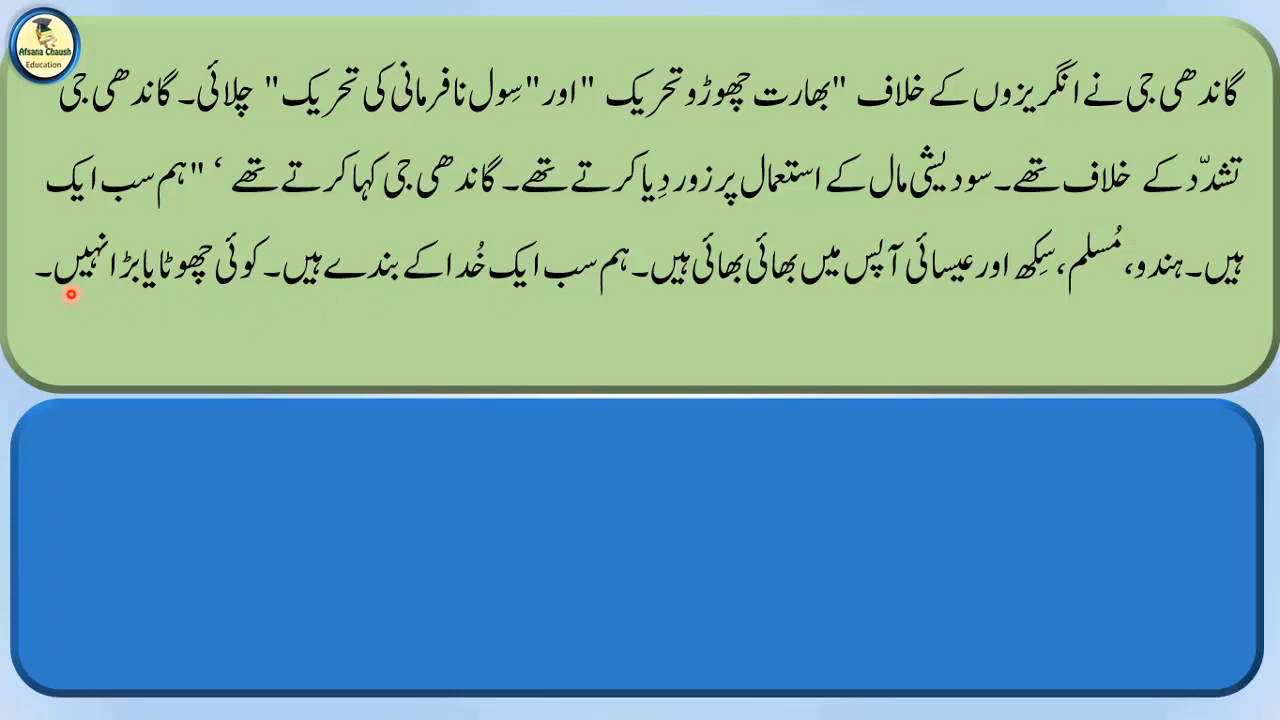 Afsana Chaush
Education
گاندھی جی نے انگریزوں کے خلاف "بھارت چھوڑو تحریک" اور "سِول نافرمانی کی تحریک" چلائی۔ گاندھی جی
تشدّد کے خلاف تھے۔ سودیشی مال کے استعمال پر زور دِیا کرتے تھے۔ گاندھی جی کہا کرتے تھے ‘ "ہم سب ایک
ہیں۔ ہندو، مُسلم، سِکھ اور عیسائی آپس میں بھائی بھائی ہیں۔ ہم سب ایک خُدا کے بندے ہیں۔ کوئی چھوٹا یا بڑا نہیں۔